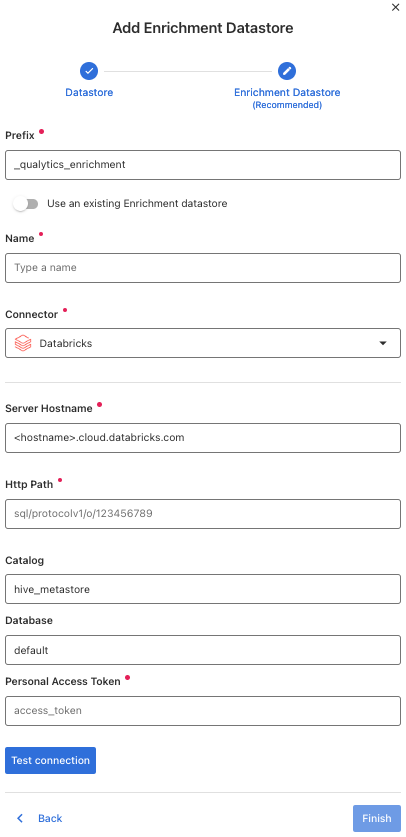 Add Enrichment Datastore
Datastore
Enrichment Datastore
(Recommended)
Prefix
_qualytics_enrichment
Use an existing Enrichment datastore
Name
Type a name
Connector
Databricks
Server Hostname
<hostname>.cloud.databricks.com
Http Path
sql/protocolv1/o/123456789
Catalog
hive_metastore
Database
default
Personal Access Token
access_token
Test connection
Back
Finish